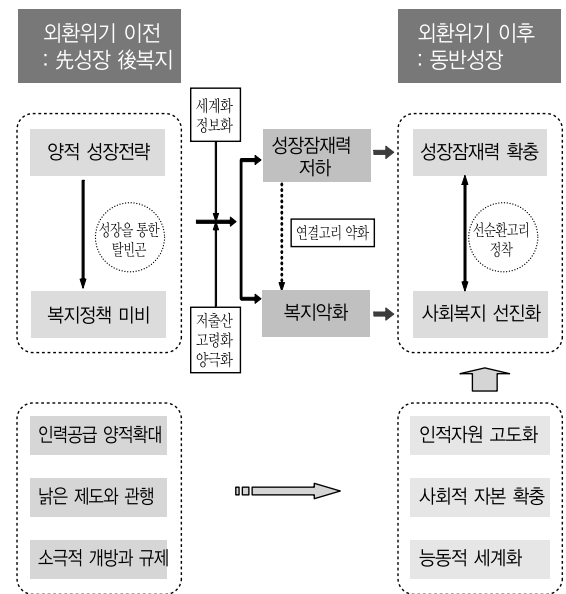 외환위기 이전
: 先성장 後복지
외환위기 이후
: 동반성장
세계화
정보화
양적 성장전략
성장잠재력
저하
성장잠재력 확충
성장을 통한
탈빈곤
연결고리 약화
선순환고리
정착
복지정책 미비
저출산
고령화
양극화
복지악화
사회복지 선진화
인력공급 양적확대
낡은 제도와 관행
소극적 개방과 규제
인적자원 고도화
사회적 자본 확충
능동적 세계화